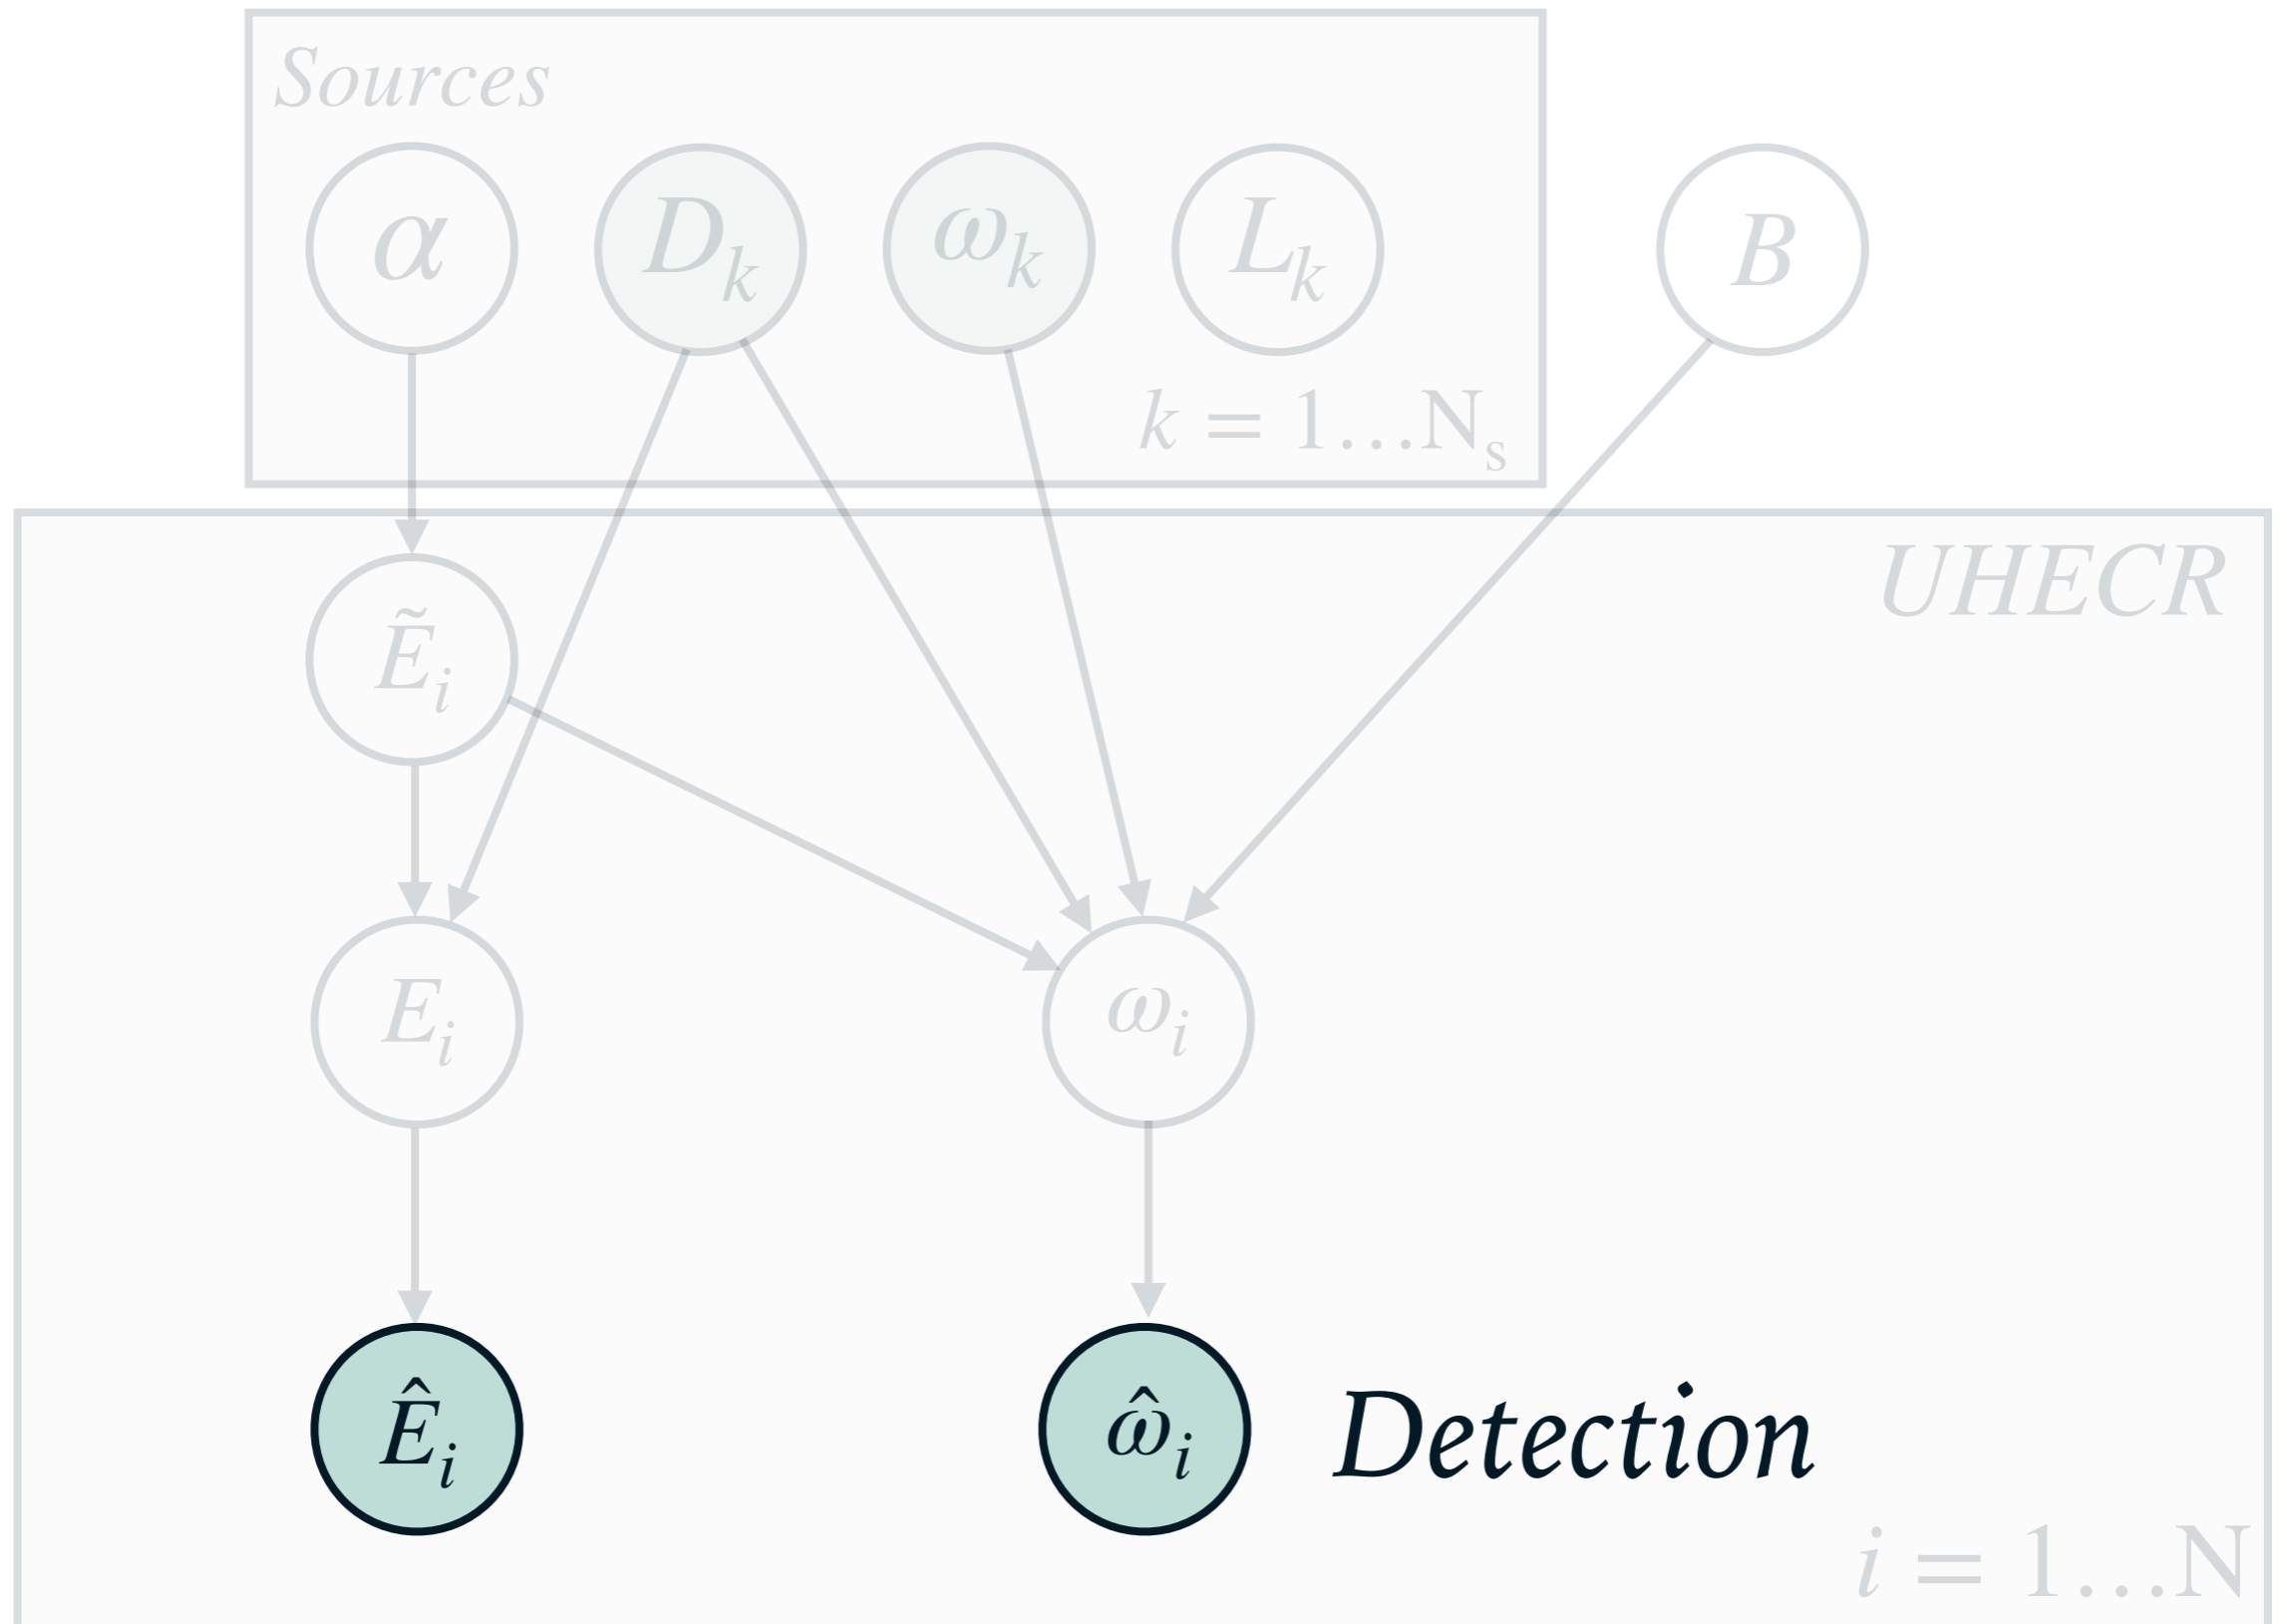 Sources
α D_k ω_k L_k B
k = 1...N_s
UHECR
Ẽ_i
E_i ω_i
Ê_i ω̂_i Detection
i = 1...N